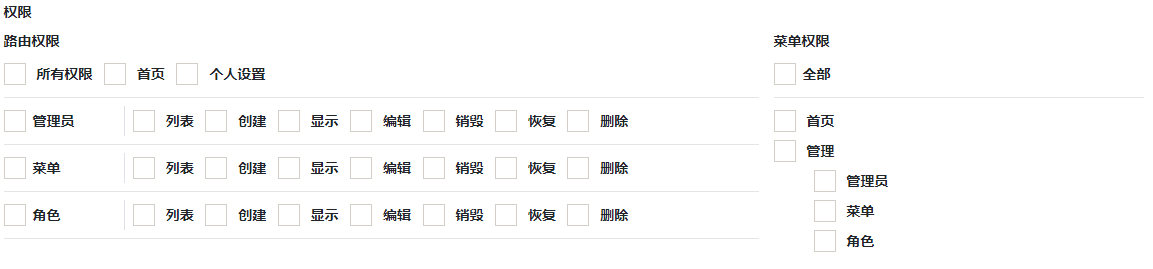 权限
路由权限
所有权限 首页 个人设置
管理员 列表 创建 显示 编辑 销毁 恢复 删除
菜单 列表 创建 显示 编辑 销毁 恢复 删除
角色 列表 创建 显示 编辑 销毁 恢复 删除
菜单权限
全部
首页
管理
管理员
菜单
角色